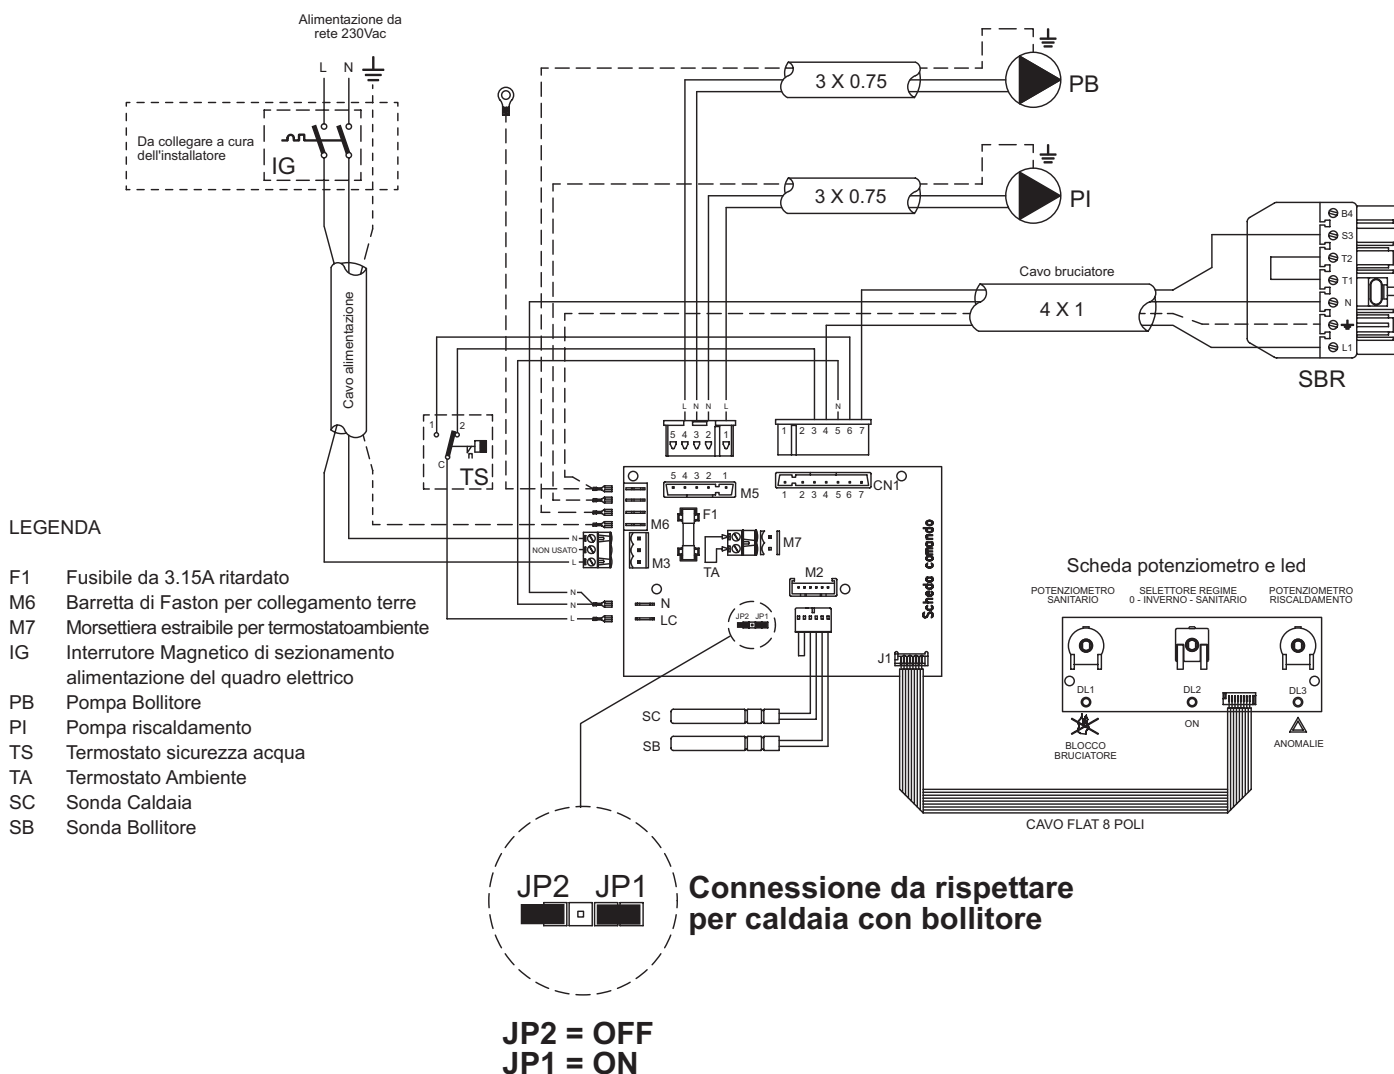 Alimentazione da
rete 230Vac
L N
Da collegare a cura
dell'installatore
IG
3 X 0.75
PB
3 X 0.75
PI
Cavo alimentazione
Cavo bruciatore
4 X 1
B4
S3
T2
T1
N
L1
SBR
1 2
C
TS
L N N L
5 4 3 2 1
N
1 2 3 4 5 6 7
5 4 3 2 1
M5
CN1
1 2 3 4 5 6 7
M6
F1
M7
TA
N
NON USATO
L
M3
M2
N
N
N
L
LC
JP2 JP1
Scheda comando
J1
SC
SB
LEGENDA
F1 Fusibile da 3.15A ritardato
M6 Barretta di Faston per collegamento terre
M7 Morsettiera estraibile per termostatoambiente
IG Interrutore Magnetico di sezionamento
alimentazione del quadro elettrico
PB Pompa Bollitore
PI Pompa riscaldamento
TS Termostato sicurezza acqua
TA Termostato Ambiente
SC Sonda Caldaia
SB Sonda Bollitore
Scheda potenziometro e led
POTENZIOMETRO
SANITARIO
SELETTORE REGIME
0 - INVERNO - SANITARIO
POTENZIOMETRO
RISCALDAMENTO
DL1
DL2
DL3
BLOCCO
BRUCIATORE
ON
ANOMALIE
CAVO FLAT 8 POLI
JP2 JP1
Connessione da rispettare
per caldaia con bollitore
JP2 = OFF
JP1 = ON